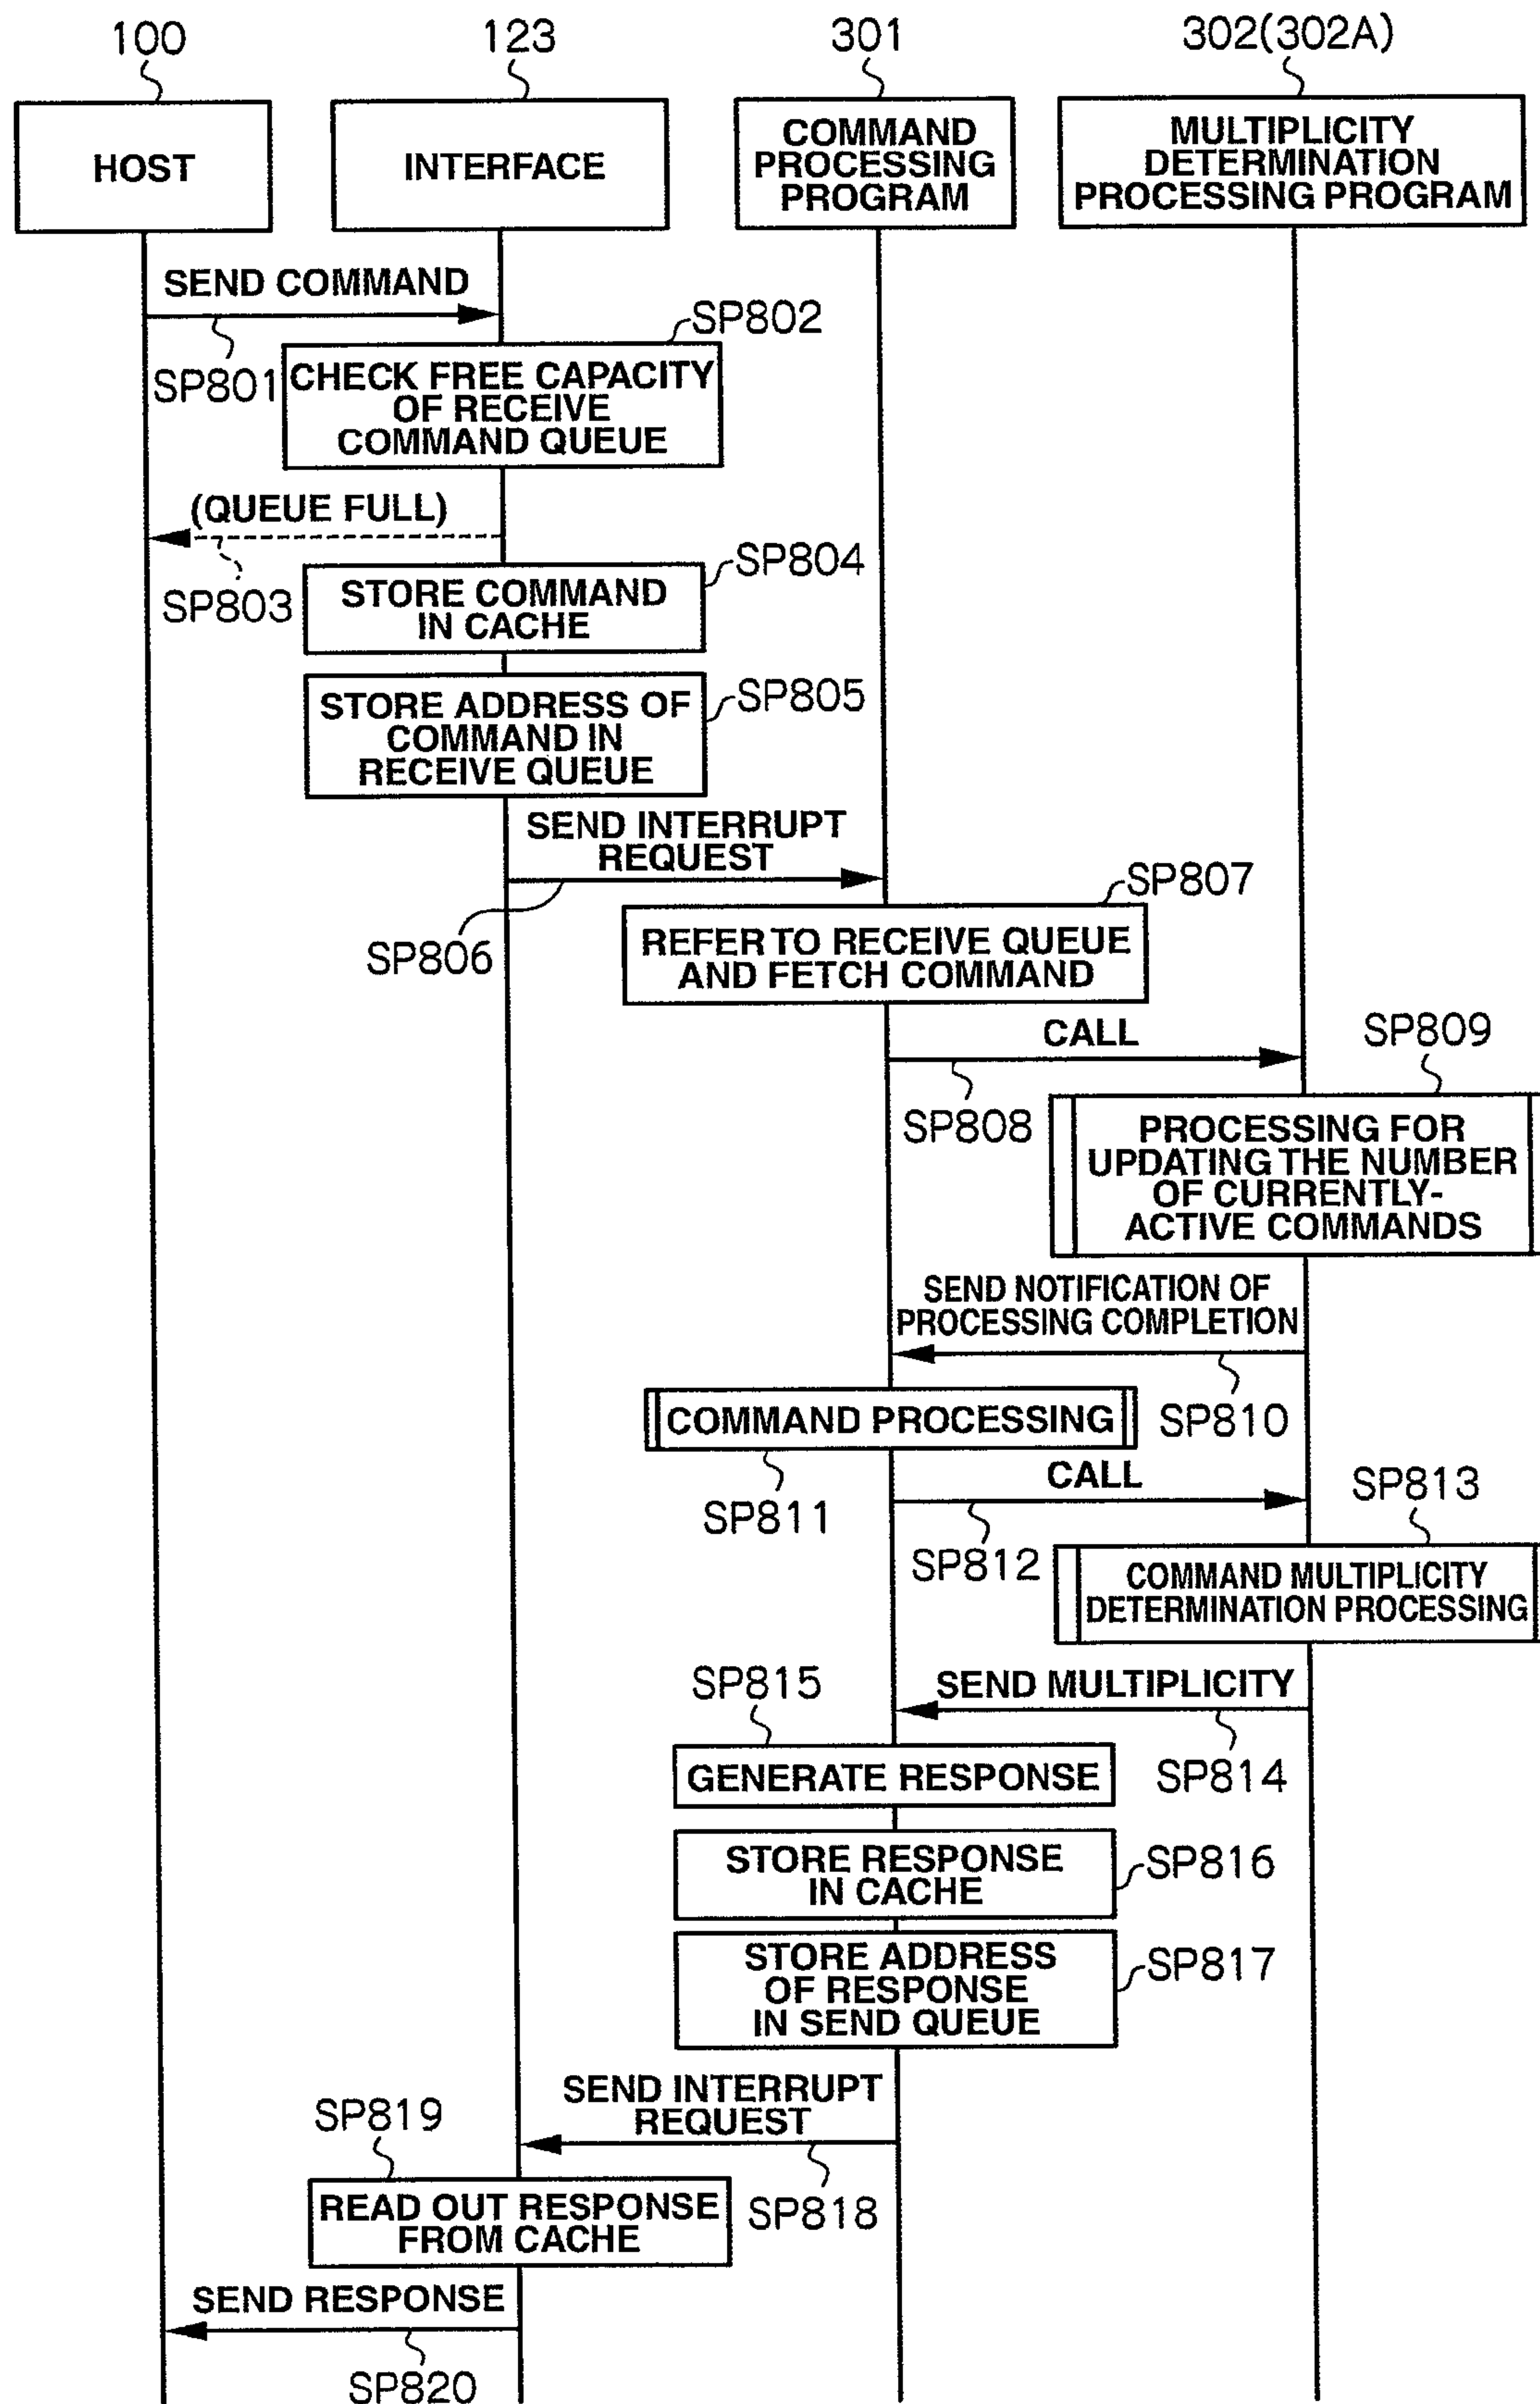 100
123
301
302(302A)
HOST
INTERFACE
COMMAND
PROCESSING
PROGRAM
MULTIPLICITY
DETERMINATION
PROCESSING PROGRAM
SEND COMMAND
SP801
SP802
CHECK FREE CAPACITY
OF RECEIVE
COMMAND QUEUE
(QUEUE FULL)
SP803
SP804
STORE COMMAND
IN CACHE
SP805
STORE ADDRESS OF
COMMAND IN
RECEIVE QUEUE
SEND INTERRUPT
REQUEST
SP806
SP807
REFER TO RECEIVE QUEUE
AND FETCH COMMAND
CALL
SP808
SP809
PROCESSING FOR
UPDATING THE NUMBER
OF CURRENTLY-
ACTIVE COMMANDS
SEND NOTIFICATION OF
PROCESSING COMPLETION
SP810
COMMAND PROCESSING
SP811
CALL
SP812
SP813
COMMAND MULTIPLICITY
DETERMINATION PROCESSING
SEND MULTIPLICITY
SP814
SP815
GENERATE RESPONSE
STORE RESPONSE
IN CACHE
SP816
STORE ADDRESS
OF RESPONSE
IN SEND QUEUE
SP817
SEND INTERRUPT
REQUEST
SP818
SP819
READ OUT RESPONSE
FROM CACHE
SEND RESPONSE
SP820